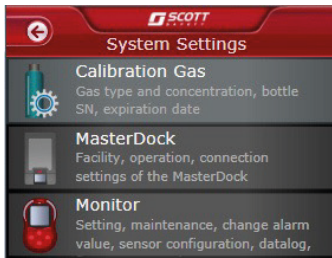 SCOTT
SAFETY
System Settings
Calibration Gas
Gas type and concentration, bottle
SN, expiration date
MasterDock
Facility, operation, connection
settings of the MasterDock
Monitor
Setting, maintenance, change alarm
value, sensor configuration, datalog,